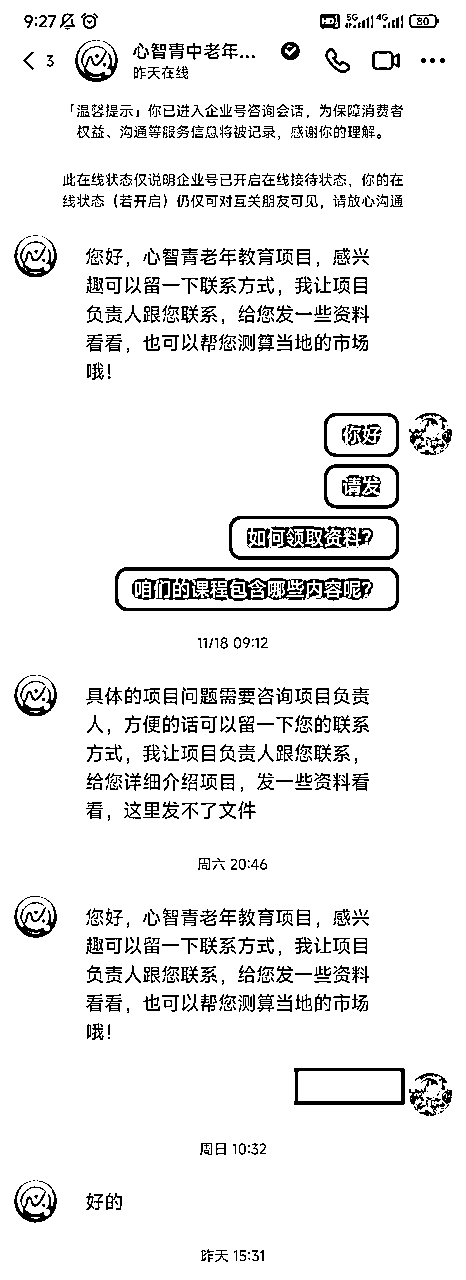 9:27 HD 5G 4G 80
3 心智青中老年...
昨天在线
「温馨提示」你已进入企业号咨询会话，为保障消费者
权益、沟通等服务信息将被记录，感谢你的理解。
此在线状态仅说明企业号已开启在线接待状态，你的在
线状态（若开启）仍仅可对互关朋友可见，请放心沟通
您好，心智青老年教育项目，感兴
趣可以留一下联系方式，我让项目
负责人跟您联系，给您发一些资料
看看，也可以帮您测算当地的市场
哦！
你好
请发
如何领取资料？
咱们的课程包含哪些内容呢？
11/18 09:12
具体的项目问题需要咨询项目负责
人，方便的话可以留一下您的联系
方式，我让项目负责人跟您联系，
给您详细介绍项目，发一些资料看
看，这里发不了文件
周六 20:46
您好，心智青老年教育项目，感兴
趣可以留一下联系方式，我让项目
负责人跟您联系，给您发一些资料
看看，也可以帮您测算当地的市场
哦！
周日 10:32
好的
昨天 15:31